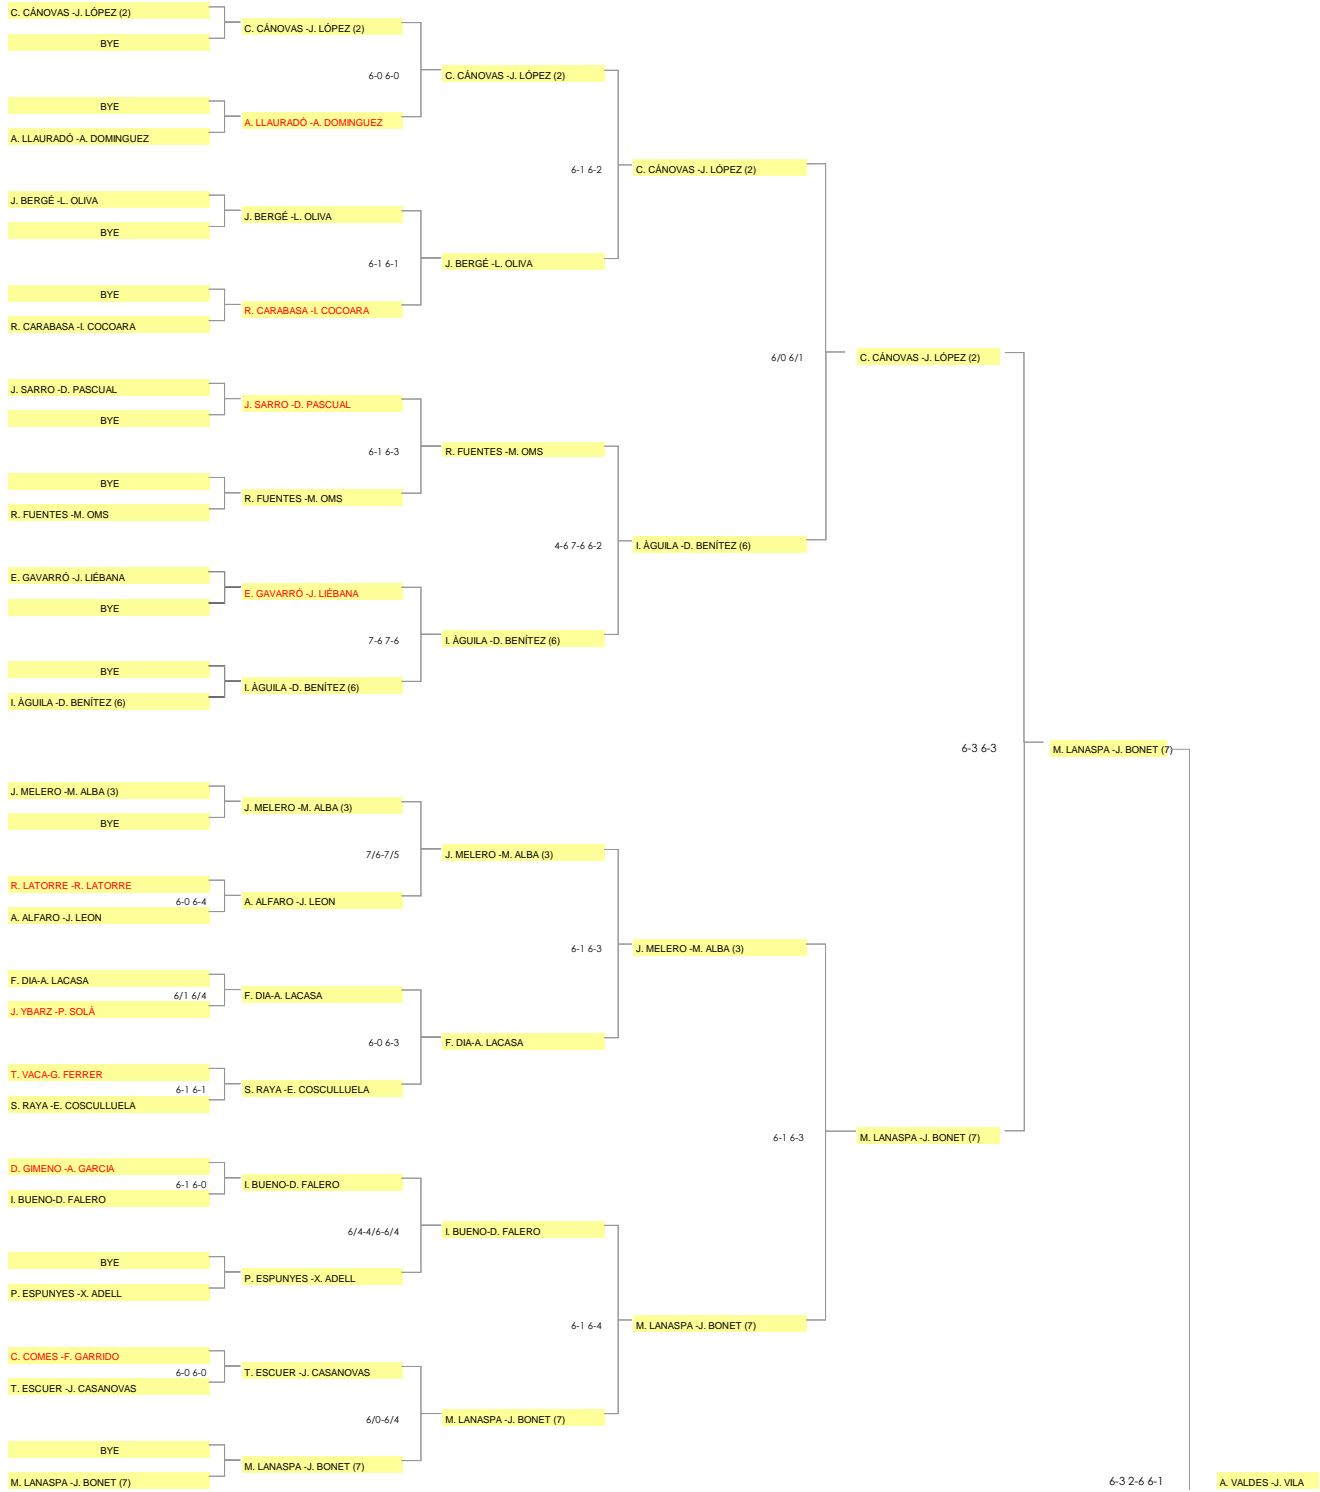 C. CÁNOVAS -J. LÓPEZ (2)
C. CÁNOVAS -J. LÓPEZ (2)
BYE
6-0 6-0
C. CÁNOVAS -J. LÓPEZ (2)
BYE
A. LLAURADÓ -A. DOMINGUEZ
A. LLAURADÓ -A. DOMINGUEZ
6-1 6-2
C. CÁNOVAS -J. LÓPEZ (2)
J. BERGÉ -L. OLIVA
J. BERGÉ -L. OLIVA
BYE
6-1 6-1
J. BERGÉ -L. OLIVA
BYE
R. CARABASA -I. COCOARA
R. CARABASA -I. COCOARA
6/0 6/1
C. CÁNOVAS -J. LÓPEZ (2)
J. SARRO -D. PASCUAL
J. SARRO -D. PASCUAL
BYE
6-1 6-3
R. FUENTES -M. OMS
BYE
R. FUENTES -M. OMS
R. FUENTES -M. OMS
4-6 7-6 6-2
I. ÀGUILA -D. BENÍTEZ (6)
E. GAVARRÓ -J. LIÉBANA
E. GAVARRÓ -J. LIÉBANA
BYE
7-6 7-6
I. ÀGUILA -D. BENÍTEZ (6)
BYE
I. ÀGUILA -D. BENÍTEZ (6)
I. ÀGUILA -D. BENÍTEZ (6)
6-3 6-3
M. LANASPA -J. BONET (7)
J. MELERO -M. ALBA (3)
J. MELERO -M. ALBA (3)
BYE
7/6-7/5
J. MELERO -M. ALBA (3)
R. LATORRE -R. LATORRE
6-0 6-4
A. ALFARO -J. LEON
A. ALFARO -J. LEON
6-1 6-3
J. MELERO -M. ALBA (3)
F. DIA-A. LACASA
6/1 6/4
F. DIA-A. LACASA
J. YBARZ -P. SOLÀ
6-0 6-3
F. DIA-A. LACASA
T. VACA-G. FERRER
6-1 6-1
S. RAYA -E. COSCULLUELA
S. RAYA -E. COSCULLUELA
6-1 6-3
M. LANASPA -J. BONET (7)
D. GIMENO -A. GARCIA
6-1 6-0
I. BUENO-D. FALERO
I. BUENO-D. FALERO
6/4-4/6-6/4
I. BUENO-D. FALERO
BYE
P. ESPUNYES -X. ADELL
P. ESPUNYES -X. ADELL
6-1 6-4
M. LANASPA -J. BONET (7)
C. COMES -F. GARRIDO
6-0 6-0
T. ESCUER -J. CASANOVAS
T. ESCUER -J. CASANOVAS
6/0-6/4
M. LANASPA -J. BONET (7)
BYE
M. LANASPA -J. BONET (7)
M. LANASPA -J. BONET (7)
6-3 2-6 6-1
A. VALDES -J. VILA